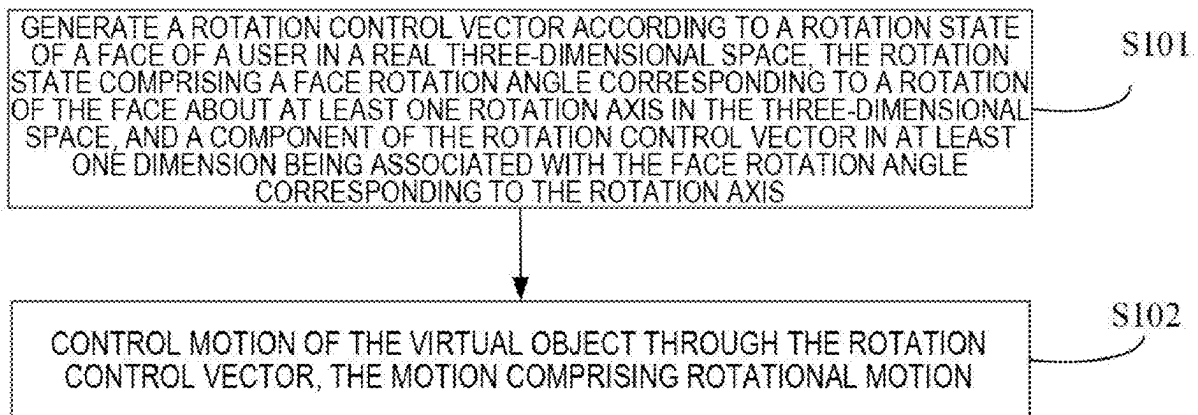 GENERATE A ROTATION CONTROL VECTOR ACCORDING TO A ROTATION STATE
OF A FACE OF A USER IN A REAL THREE-DIMENSIONAL SPACE, THE ROTATION
STATE COMPRISING A FACE ROTATION ANGLE CORRESPONDING TO A ROTATION
OF THE FACE ABOUT AT LEAST ONE ROTATION AXIS IN THE THREE-DIMENSIONAL
SPACE, AND A COMPONENT OF THE ROTATION CONTROL VECTOR IN AT LEAST
ONE DIMENSION BEING ASSOCIATED WITH THE FACE ROTATION ANGLE
CORRESPONDING TO THE ROTATION AXIS
S101
CONTROL MOTION OF THE VIRTUAL OBJECT THROUGH THE ROTATION
CONTROL VECTOR, THE MOTION COMPRISING ROTATIONAL MOTION
S102